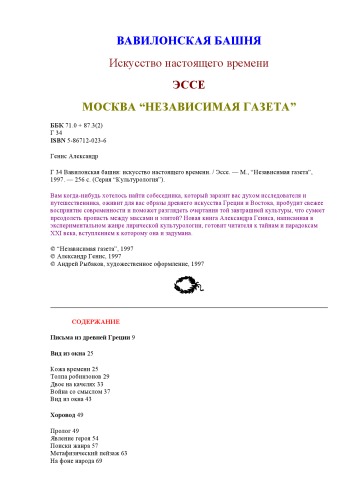 ВАВИЛОНСКАЯ БАШНЯ
Искусство настоящего времени
ЭССЕ
МОСКВА “НЕЗАВИСИМАЯ ГАЗЕТА”
ББК 71.0 + 87.3(2)
Г 34
ISBN 5-86712-023-6
Генис Александр
Г 34 Вавилонская башня: искусство настоящего времени. / Эссе. — М., “Независимая газета”,
1997. — 256 с. (Серия “Культурология”).
Вам когда-нибудь хотелось найти собеседника, который заразит вас духом исследователя и
путешественника, оживит для вас образы древнего искусства Греции и Востока, пробудит свежее
восприятие современности и поможет разглядеть очертания той завтрашней культуры, что сумеет
преодолеть пропасть между массами и элитой? Новая книга Александра Гениса, написанная в
экспериментальном жанре лирической культурологии, готовит читателя к тайнам и парадоксам
XXI века, вступлением к которому она и задумана.
© “Независимая газета”, 1997
© Александр Генис, 1997
© Андрей Рыбаков, художественное оформление, 1997
СОДЕРЖАНИЕ
Письма из древней Греции 9
Вид из окна 25
Кожа времени 25
Толпа робинзонов 29
Двое на качелях 33
Война со смыслом 37
Вид из окна 43
Хоровод 49
Пролог 49
Явление героя 54
Поиски жанра 57
Метафизический пейзаж 63
На фоне народа 69